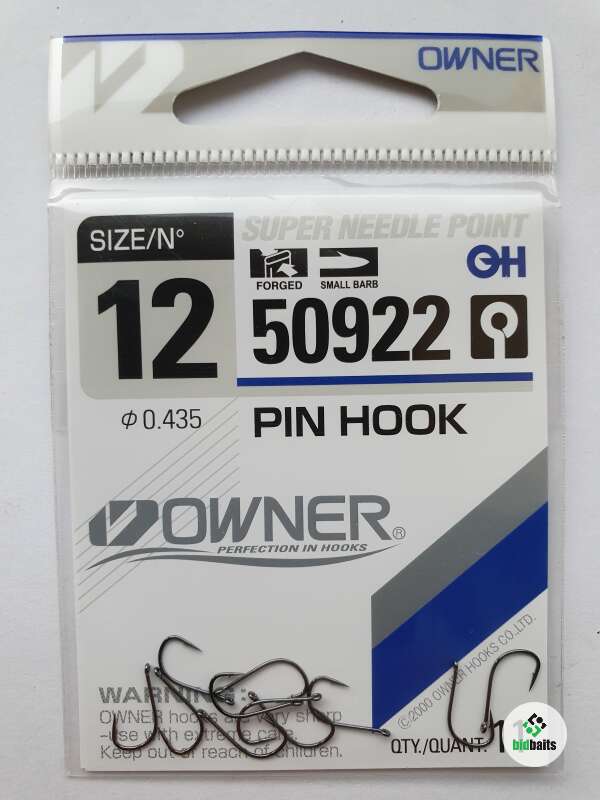 OWNER
SIZE/N°
SUPER NEEDLE POINT
FORGED
SMALL BARB
12
50922
Φ 0.435
PIN HOOK
OWNER®
PERFECTION IN HOOKS
WARNING:
OWNER hooks are very sharp
-use with extreme care.
Keep out of reach of children.
©2000 OWNER HOOKS CO.,LTD.
QTY./QUANT.
bidbaits